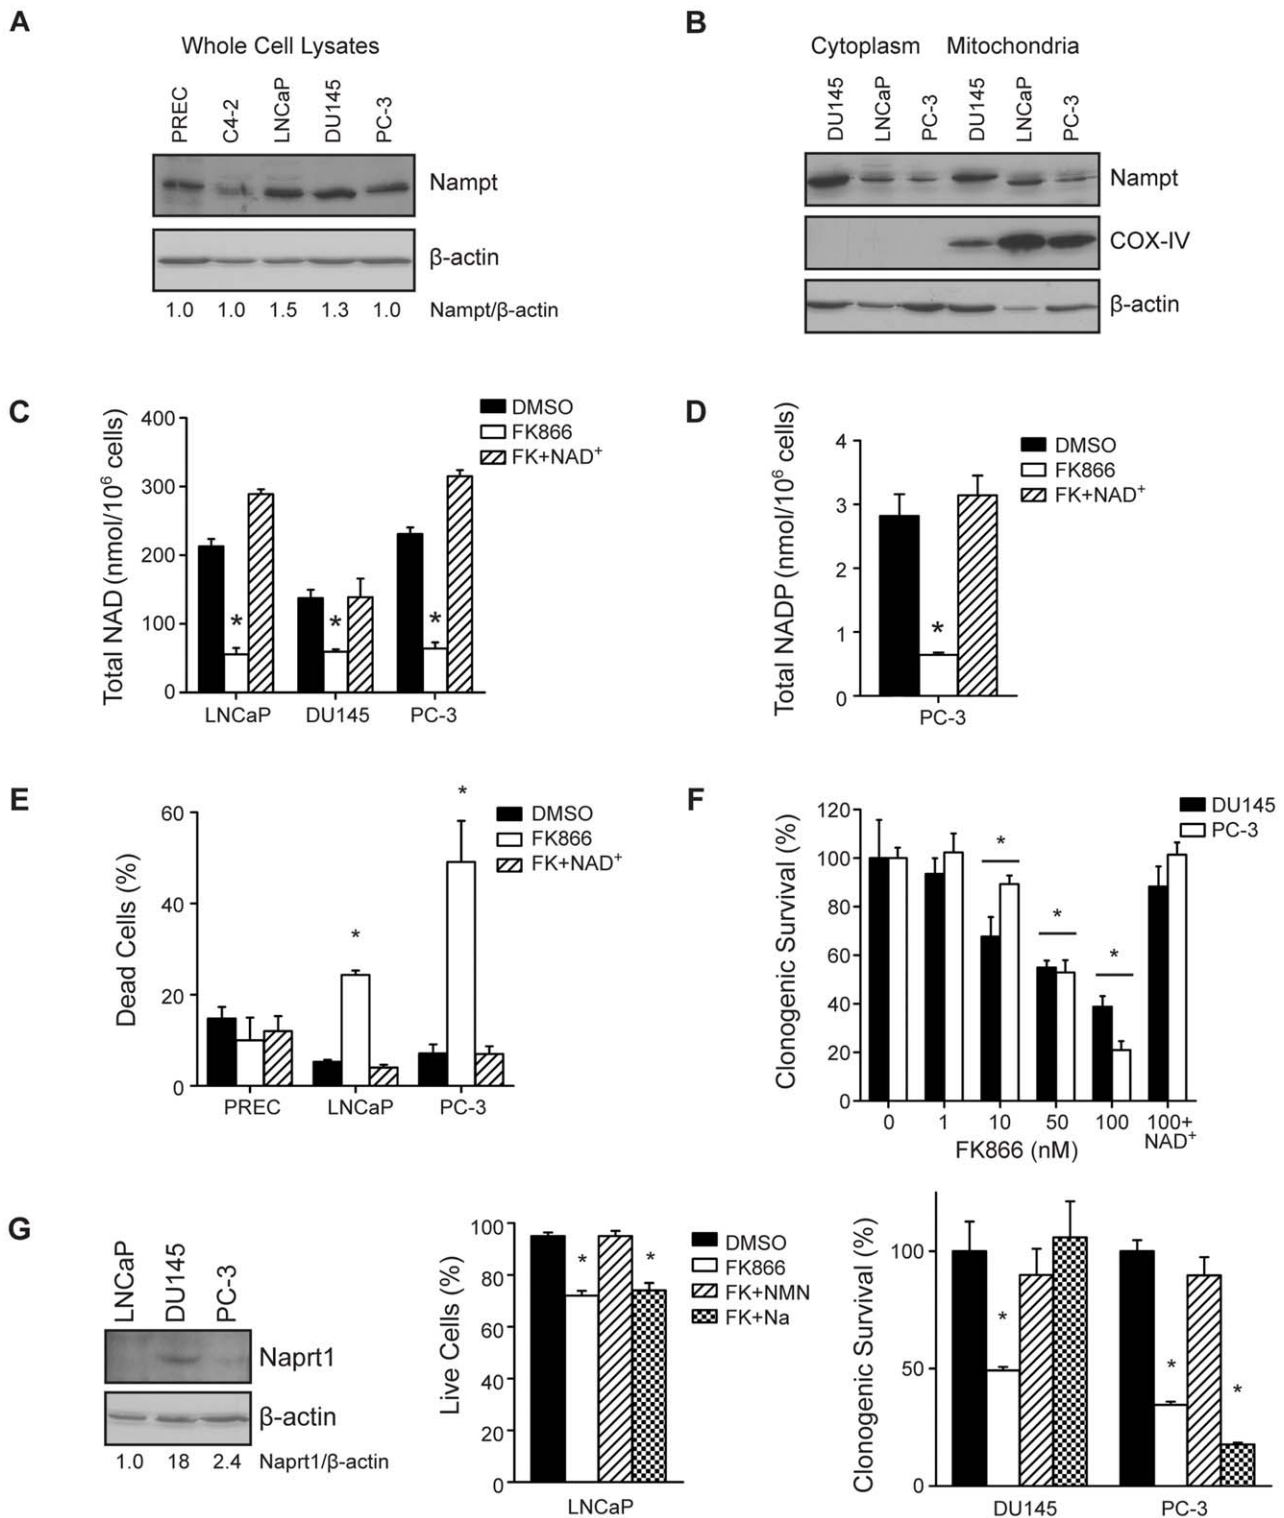 A
Whole Cell Lysates
PREC C4-2 LNCaP DU145 PC-3
Nampt
β-actin
1.0 1.0 1.5 1.3 1.0 Nampt/β-actin
B
Cytoplasm Mitochondria
DU145 LNCaP PC-3 DU145 LNCaP PC-3
Nampt
COX-IV
β-actin
C
Total NAD (nmol/10⁶ cells)
400
300
200
100
0
* * *
LNCaP DU145 PC-3
DMSO
FK866
FK+NAD⁺
D
Total NADP (nmol/10⁶ cells)
4
3
2
1
0
*
PC-3
DMSO
FK866
FK+NAD⁺
E
Dead Cells (%)
60
40
20
0
* *
PREC LNCaP PC-3
DMSO
FK866
FK+NAD⁺
F
Clonogenic Survival (%)
120
100
80
60
40
20
0
* * *
0 1 10 50 100 100+
NAD⁺
FK866 (nM)
DU145
PC-3
G
LNCaP DU145 PC-3
Naprt1
β-actin
1.0 18 2.4 Naprt1/β-actin
Live Cells (%)
100
80
60
40
20
0
* *
LNCaP
DMSO
FK866
FK+NMN
FK+Na
Clonogenic Survival (%)
100
50
0
* * *
DU145 PC-3